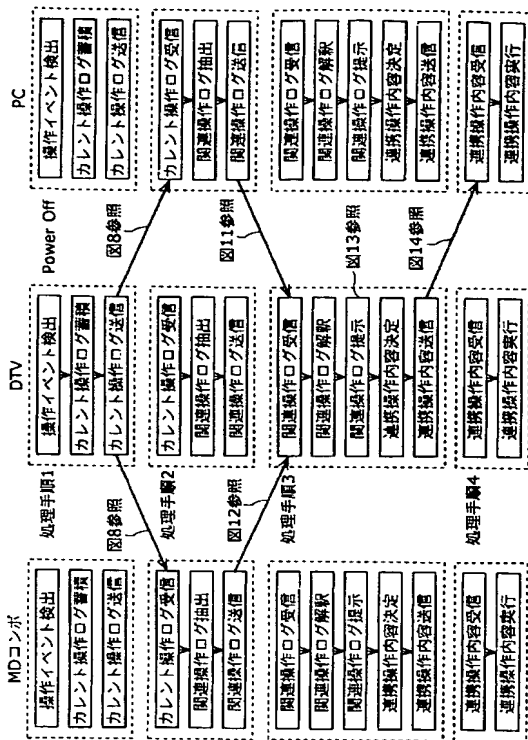 MDコンポ
操作イベント検出
カレント操作ログ蓄積
カレント操作ログ送信
カレント操作ログ受信
関連操作ログ抽出
関連操作ログ送信
関連操作ログ受信
関連操作ログ解釈
関連操作ログ提示
連携操作内容決定
連携操作内容送信
連携操作内容受信
連携操作内容実行
図8参照
図12参照
DTV
処理手順1
操作イベント検出
カレント操作ログ蓄積
カレント操作ログ送信
処理手順2
カレント操作ログ受信
関連操作ログ抽出
関連操作ログ送信
処理手順3
関連操作ログ受信
関連操作ログ解釈
関連操作ログ提示
連携操作内容決定
連携操作内容送信
処理手順4
連携操作内容受信
連携操作内容実行
Power Off
図8参照
図11参照
図13参照
図14参照
PC
操作イベント検出
カレント操作ログ蓄積
カレント操作ログ送信
カレント操作ログ受信
関連操作ログ抽出
関連操作ログ送信
関連操作ログ受信
関連操作ログ解釈
関連操作ログ提示
連携操作内容決定
連携操作内容送信
連携操作内容受信
連携操作内容実行